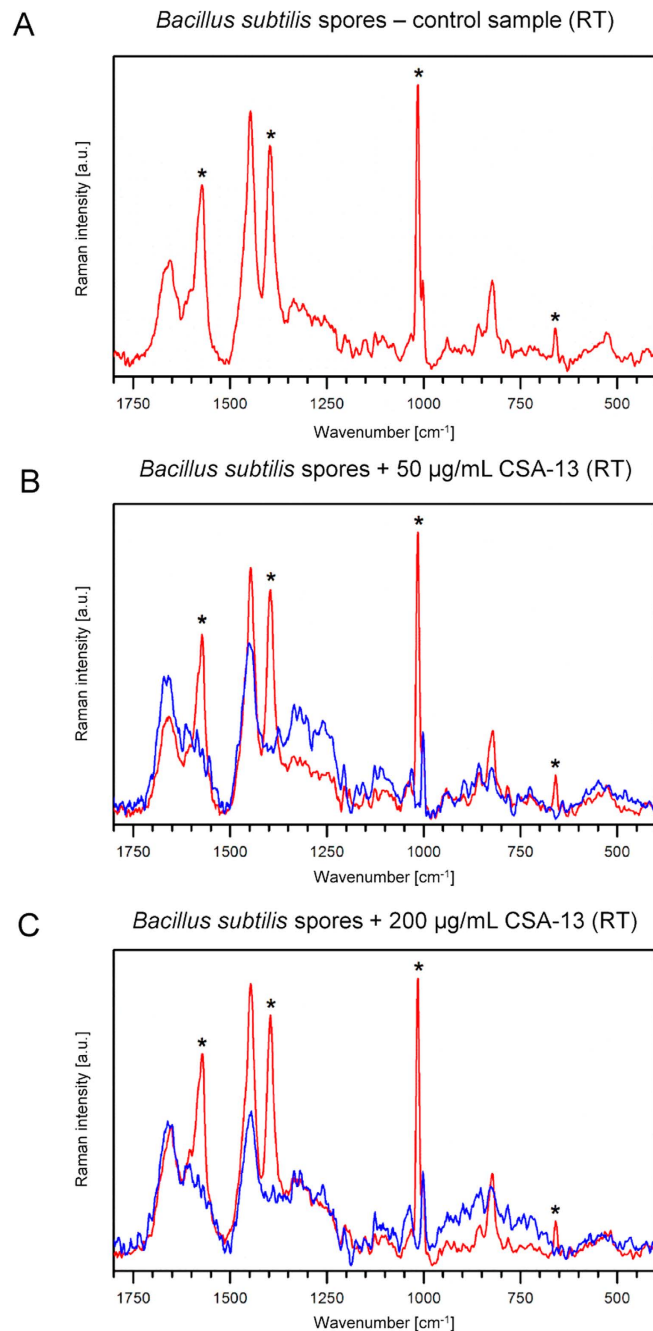 A
Bacillus subtilis spores – control sample (RT)
*
*
*
*
Raman intensity [a.u.]
1750 1500 1250 1000 750 500
Wavenumber [cm-1]
B
Bacillus subtilis spores + 50 µg/mL CSA-13 (RT)
*
*
*
*
Raman intensity [a.u.]
1750 1500 1250 1000 750 500
Wavenumber [cm-1]
C
Bacillus subtilis spores + 200 µg/mL CSA-13 (RT)
*
*
*
*
Raman intensity [a.u.]
1750 1500 1250 1000 750 500
Wavenumber [cm-1]